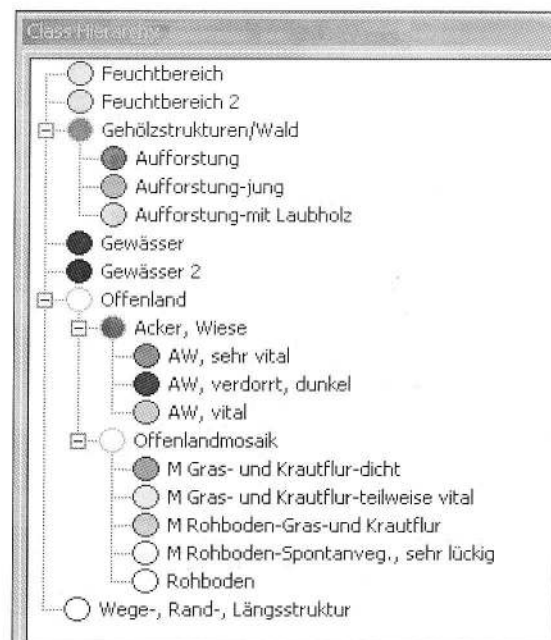 Class Hierarchy
Feuchtbereich
Feuchtbereich 2
Gehölzstrukturen/Wald
Aufforstung
Aufforstung-jung
Aufforstung-mit Laubholz
Gewässer
Gewässer 2
Offenland
Acker, Wiese
AW, sehr vital
AW, verdorrt, dunkel
AW, vital
Offenlandmosaik
M Gras- und Krautflur-dicht
M Gras- und Krautflur-teilweise vital
M Rohboden-Gras-und Krautflur
M Rohboden-Spontanveg., sehr lückig
Rohboden
Wege-, Rand-, Längsstruktur